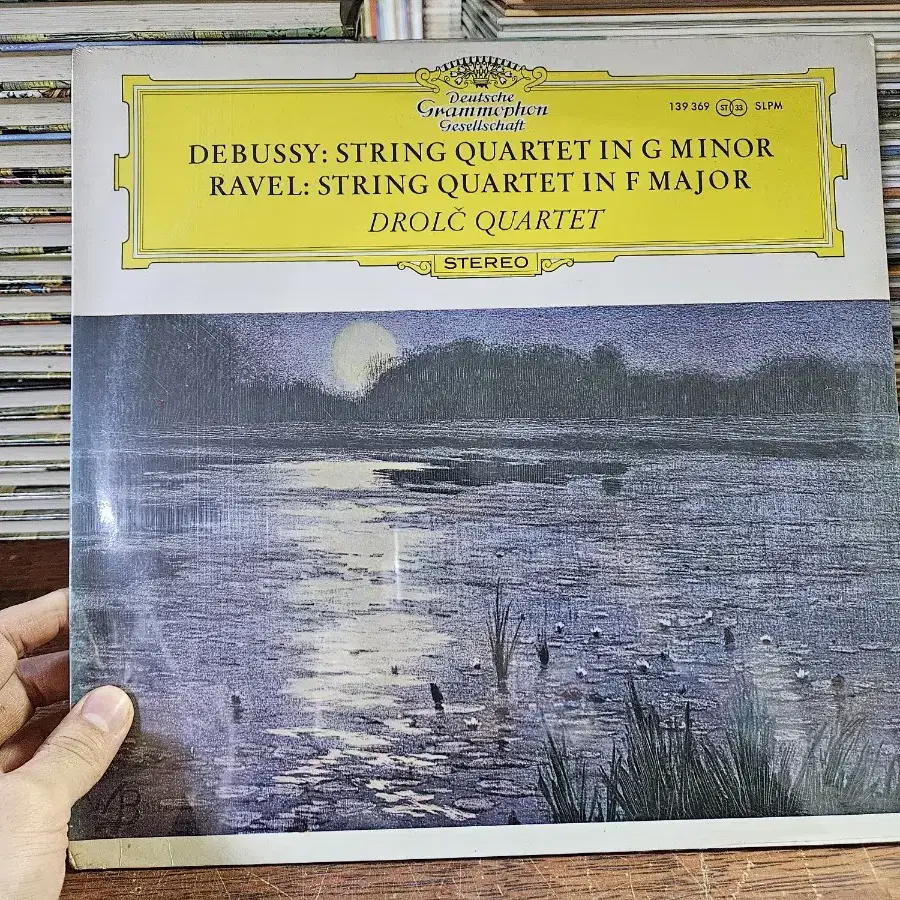 Deutsche
Grammophon
Gesellschaft
139 369 ST 33 SLPM
DEBUSSY: STRING QUARTET IN G MINOR
RAVEL: STRING QUARTET IN F MAJOR
DROLČ QUARTET
STEREO